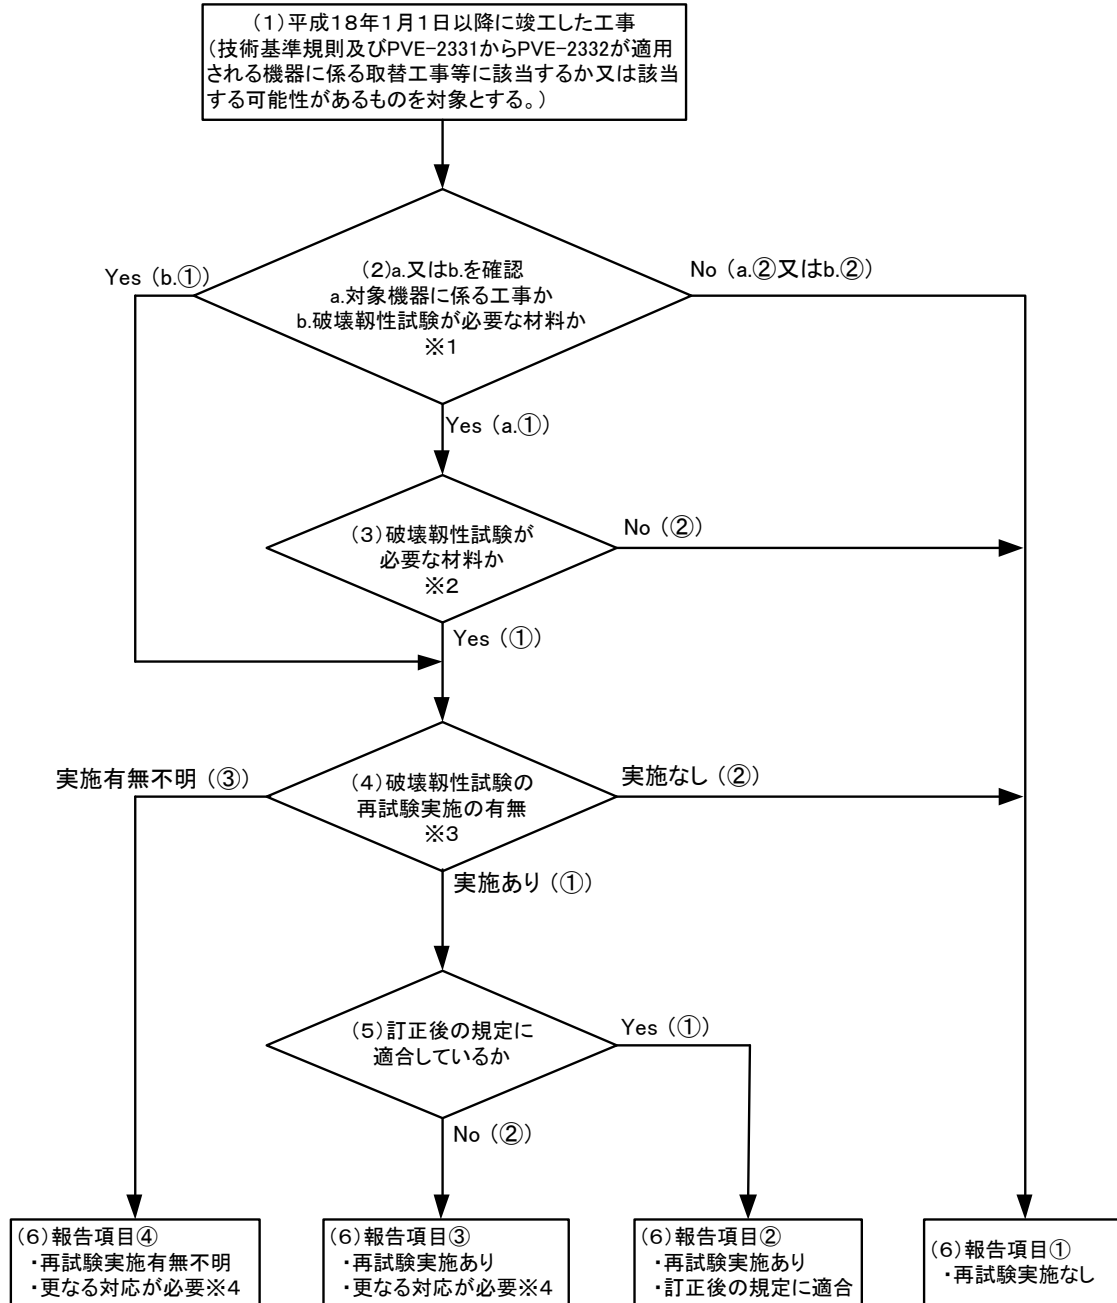 (1)平成18年1月1日以降に竣工した工事
(技術基準規則及びPVE-2331からPVE-2332が適用
される機器に係る取替工事等に該当するか又は該当
する可能性があるものを対象とする。)
Yes (b.①)
(2)a.又はb.を確認
a.対象機器に係る工事か
b.破壊靱性試験が必要な材料か
※1
No (a.②又はb.②)
Yes (a.①)
(3)破壊靱性試験が
必要な材料か
※2
No (②)
Yes (①)
実施有無不明 (③)
(4)破壊靱性試験の
再試験実施の有無
※3
実施なし (②)
実施あり (①)
(5)訂正後の規定に
適合しているか
Yes (①)
No (②)
(6)報告項目④
・再試験実施有無不明
・更なる対応が必要※4
(6)報告項目③
・再試験実施あり
・更なる対応が必要※4
(6)報告項目②
・再試験実施あり
・訂正後の規定に適合
(6)報告項目①
・再試験実施なし